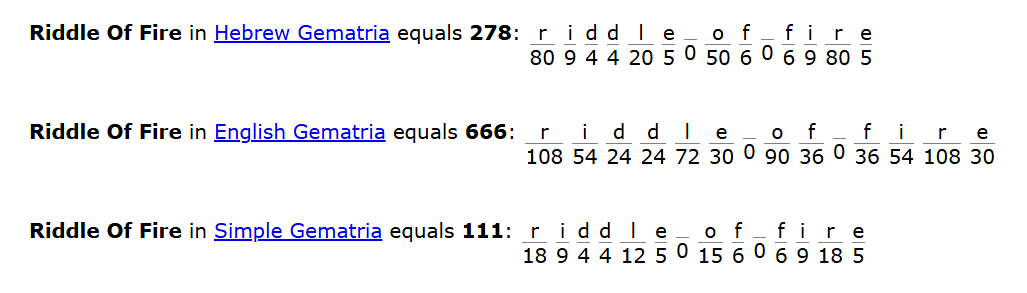 Riddle Of Fire in Hebrew Gematria equals 278: r i d d l e _ o f _ f i r e
80 9 4 4 20 5 0 50 6 0 6 9 80 5
Riddle Of Fire in English Gematria equals 666: r i d d l e _ o f _ f i r e
108 54 24 24 72 30 0 90 36 0 36 54 108 30
Riddle Of Fire in Simple Gematria equals 111: r i d d l e _ o f _ f i r e
18 9 4 4 12 5 0 15 6 0 6 9 18 5